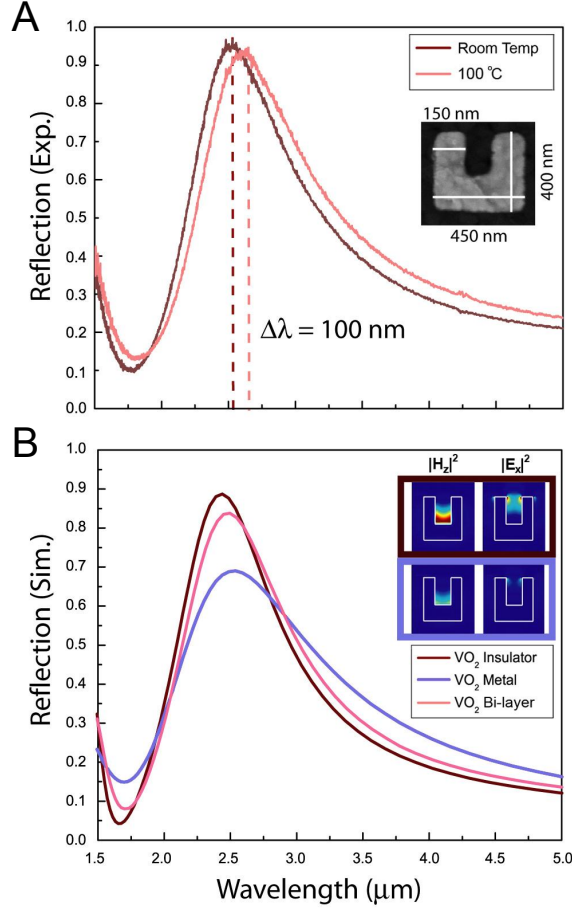 A
1.0
0.9
0.8
0.7
0.6
0.5
0.4
0.3
0.2
0.1
0.0
Reflection (Exp.)
Room Temp
100 °C
150 nm
400 nm
450 nm
Δλ = 100 nm
B
1.0
0.9
0.8
0.7
0.6
0.5
0.4
0.3
0.2
0.1
0.0
Reflection (Sim.)
|Hz|² |Ex|²
VO₂ Insulator
VO₂ Metal
VO₂ Bi-layer
1.5 2.0 2.5 3.0 3.5 4.0 4.5 5.0
Wavelength (μm)